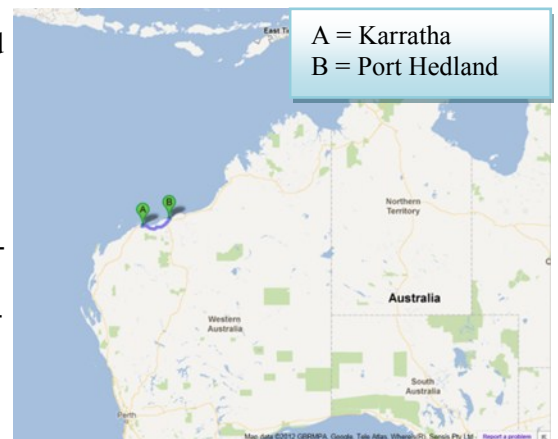 A = Karratha
B = Port Hedland
East Ti
d
A
B
Northern
Territory
Australia
Western
Australia
South
Australia
Perth
Map data ©2012 GBRMPA, Google, Tele Atlas, Whereis(R), Sensis Pty Ltd - Report a problem